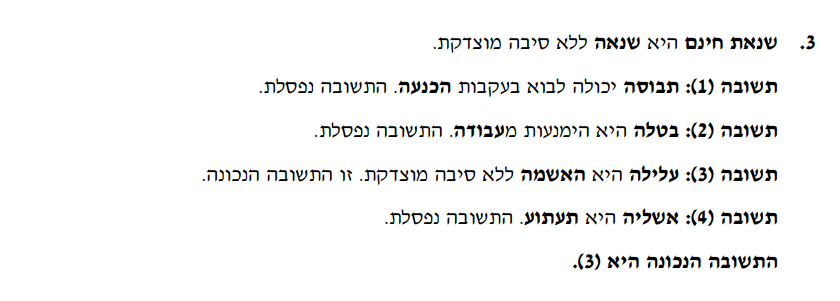 3. שנאת חינם היא שנאה ללא סיבה מוצדקת.
תשובה (1): תבוסה יכולה לבוא בעקבות הכנעה. התשובה נפסלת.
תשובה (2): בטלה היא הימנעות מעבודה. התשובה נפסלת.
תשובה (3): עלילה היא האשמה ללא סיבה מוצדקת. זו התשובה הנכונה.
תשובה (4): אשליה היא תעתוע. התשובה נפסלת.
התשובה הנכונה היא (3).